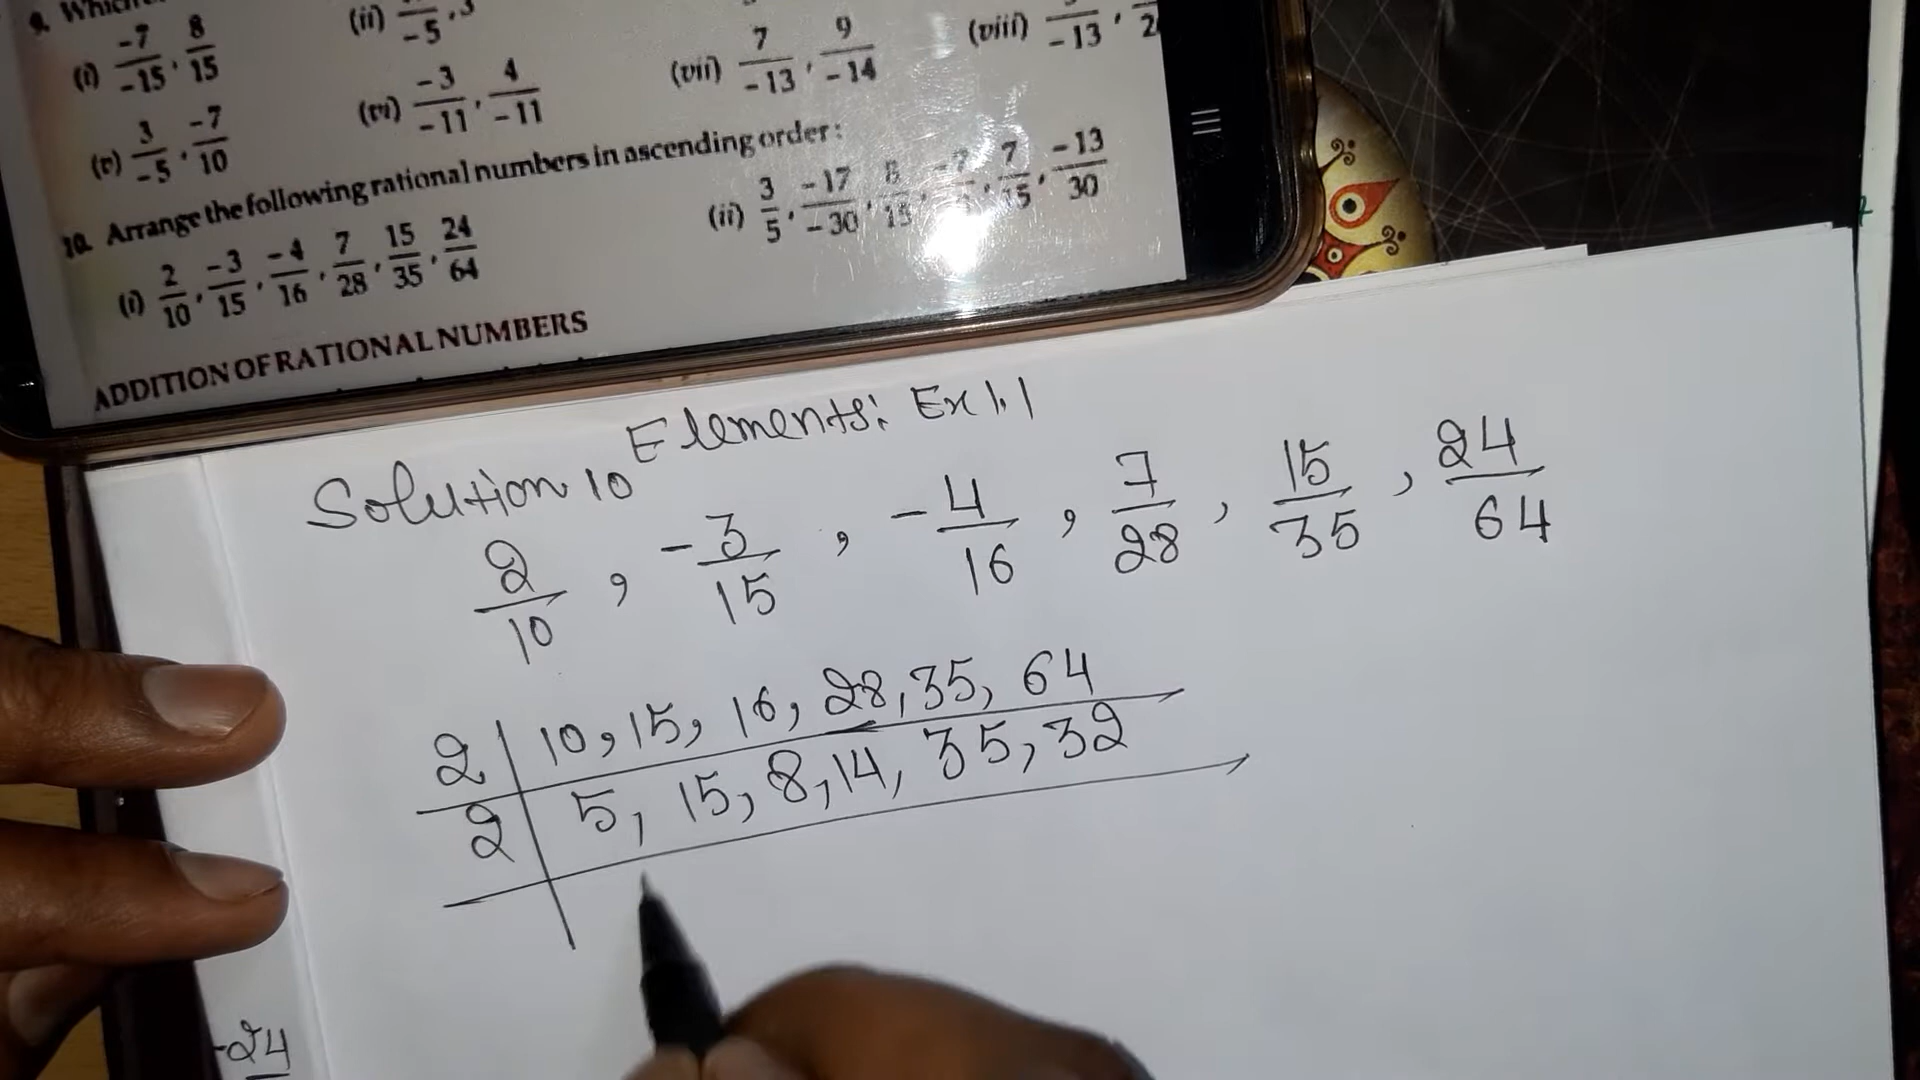 9.
(i) -7/-15, 8/15 (ii) /-5, 3
(v) 3/-5, -7/10 (vi) -3/-11, 4/-11 (vii) 7/-13, 9/-14 (viii) /-13,
10. Arrange the following rational numbers in ascending order:
(i) 2/10, -3/15, -4/16, 7/28, 15/35, 24/64 (ii) 3/5, -17/-30, 8/15, 7/15, -13/30
ADDITION OF RATIONAL NUMBERS
Elements: Ex 1.1
Solution 10
2/10, -3/15, -4/16, 7/28, 15/35, 24/64
2 | 10, 15, 16, 28, 35, 64
2 | 5, 15, 8, 14, 35, 32
-24